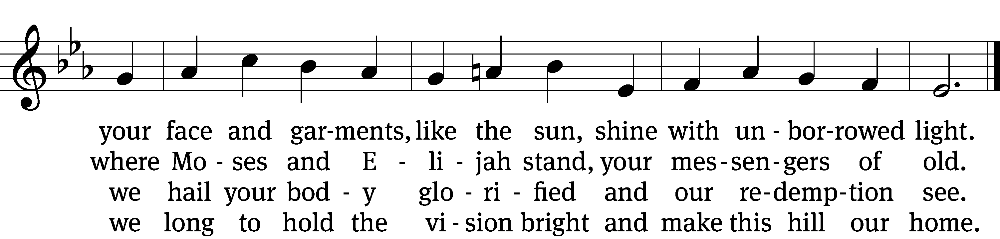 your face and gar-ments, like the sun, shine with un - bor-rowed light.
where Mo - ses and E - li - jah stand, your mes-sen-gers of old.
we hail your bod - y glo - ri - fied and our re-demp-tion see.
we long to hold the vi - sion bright and make this hill our home.